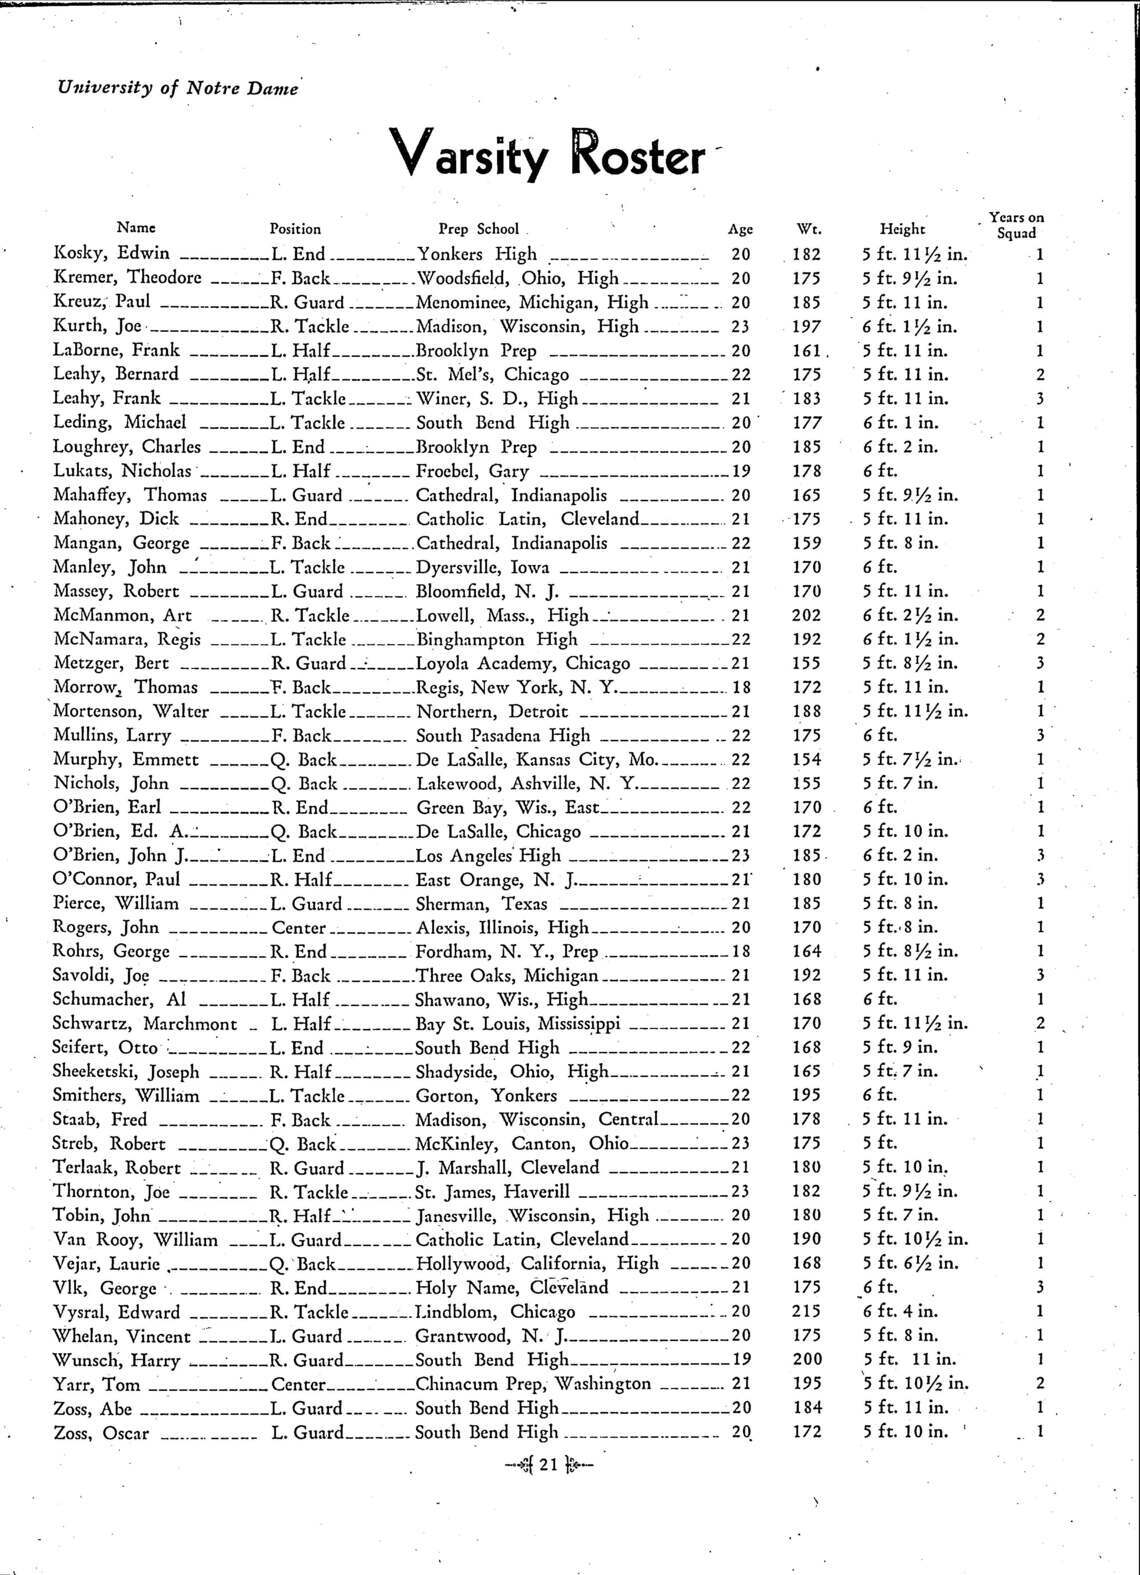 University of Notre Dame
Varsity Roster
Name Position Prep School Age Wt. Height Years on Squad
Kosky, Edwin L. End Yonkers High 20 182 5 ft. 11½ in. 1
Kremer, Theodore F. Back Woodsfield, Ohio, High 20 175 5 ft. 9½ in. 1
Kreuz, Paul R. Guard Menominee, Michigan, High 20 185 5 ft. 11 in. 1
Kurth, Joe R. Tackle Madison, Wisconsin, High 23 197 6 ft. 1½ in. 1
LaBorne, Frank L. Half Brooklyn Prep 20 161 5 ft. 11 in. 1
Leahy, Bernard L. Half St. Mel's, Chicago 22 175 5 ft. 11 in. 2
Leahy, Frank L. Tackle Winer, S. D., High 21 183 5 ft. 11 in. 3
Leding, Michael L. Tackle South Bend High 20 177 6 ft. 1 in. 1
Loughrey, Charles L. End Brooklyn Prep 20 185 6 ft. 2 in. 1
Lukats, Nicholas L. Half Froebel, Gary 19 178 6 ft. 1
Mahaffey, Thomas L. Guard Cathedral, Indianapolis 20 165 5 ft. 9½ in. 1
Mahoney, Dick R. End Catholic Latin, Cleveland 21 175 5 ft. 11 in. 1
Mangan, George F. Back Cathedral, Indianapolis 22 159 5 ft. 8 in. 1
Manley, John L. Tackle Dyersville, Iowa 21 170 6 ft. 1
Massey, Robert L. Guard Bloomfield, N. J. 21 170 5 ft. 11 in. 1
McManmon, Art R. Tackle Lowell, Mass., High 21 202 6 ft. 2½ in. 2
McNamara, Regis L. Tackle Binghampton High 22 192 6 ft. 1½ in. 2
Metzger, Bert R. Guard Loyola Academy, Chicago 21 155 5 ft. 8½ in. 3
Morrow, Thomas F. Back Regis, New York, N. Y. 18 172 5 ft. 11 in. 1
Mortenson, Walter L. Tackle Northern, Detroit 21 188 5 ft. 11½ in. 1
Mullins, Larry F. Back South Pasadena High 22 175 6 ft. 3
Murphy, Emmett Q. Back De LaSalle, Kansas City, Mo. 22 154 5 ft. 7½ in. 1
Nichols, John Q. Back Lakewood, Ashville, N. Y. 22 155 5 ft. 7 in. 1
O'Brien, Earl R. End Green Bay, Wis., East 22 170 6 ft. 1
O'Brien, Ed. A. Q. Back De LaSalle, Chicago 21 172 5 ft. 10 in. 1
O'Brien, John J. L. End Los Angeles High 23 185 6 ft. 2 in. 3
O'Connor, Paul R. Half East Orange, N. J. 21 180 5 ft. 10 in. 3
Pierce, William L. Guard Sherman, Texas 21 185 5 ft. 8 in. 1
Rogers, John Center Alexis, Illinois, High 20 170 5 ft. 8 in. 1
Rohrs, George R. End Fordham, N. Y., Prep 18 164 5 ft. 8½ in. 1
Savoldi, Joe F. Back Three Oaks, Michigan 21 192 5 ft. 11 in. 3
Schumacher, Al L. Half Shawano, Wis., High 21 168 6 ft. 1
Schwartz, Marchmont L. Half Bay St. Louis, Mississippi 21 170 5 ft. 11½ in. 2
Seifert, Otto L. End South Bend High 22 168 5 ft. 9 in. 1
Sheeketski, Joseph R. Half Shadyside, Ohio, High 21 165 5 ft. 7 in. 1
Smithers, William L. Tackle Gorton, Yonkers 22 195 6 ft. 1
Staab, Fred F. Back Madison, Wisconsin, Central 20 178 5 ft. 11 in. 1
Streb, Robert Q. Back McKinley, Canton, Ohio 23 175 5 ft. 1
Terlaak, Robert R. Guard J. Marshall, Cleveland 21 180 5 ft. 10 in. 1
Thornton, Joe R. Tackle St. James, Haverill 23 182 5 ft. 9½ in. 1
Tobin, John R. Half Janesville, Wisconsin, High 20 180 5 ft. 7 in. 1
Van Rooy, William L. Guard Catholic Latin, Cleveland 20 190 5 ft. 10½ in. 1
Vejar, Laurie Q. Back Hollywood, California, High 20 168 5 ft. 6½ in. 1
Vlk, George R. End Holy Name, Cleveland 21 175 6 ft. 3
Vysral, Edward R. Tackle Lindblom, Chicago 20 215 6 ft. 4 in. 1
Whelan, Vincent L. Guard Grantwood, N. J. 20 175 5 ft. 8 in. 1
Wunsch, Harry R. Guard South Bend High 19 200 5 ft. 11 in. 1
Yarr, Tom Center Chinacum Prep, Washington 21 195 5 ft. 10½ in. 2
Zoss, Abe L. Guard South Bend High 20 184 5 ft. 11 in. 1
Zoss, Oscar L. Guard South Bend High 20 172 5 ft. 10 in. 1
21